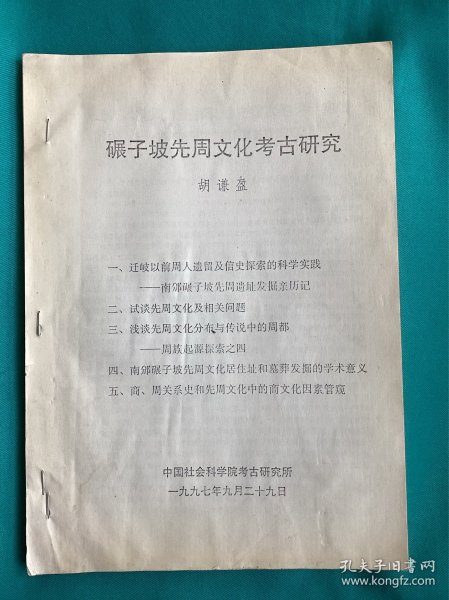 碾子坡先周文化考古研究
胡谦盈
一、迁岐以前周人遗留及信史探索的科学实践
——南邠碾子坡先周遗址发掘亲历记
二、试谈先周文化及相关问题
三、浅谈先周文化分布与传说中的周都
——周族起源探索之四
四、南邠碾子坡先周文化居住址和墓葬发掘的学术意义
五、商、周关系史和先周文化中的商文化因素管窥
中国社会科学院考古研究所
一九九七年九月二十九日
孔夫子旧书网
www.kongfz.com